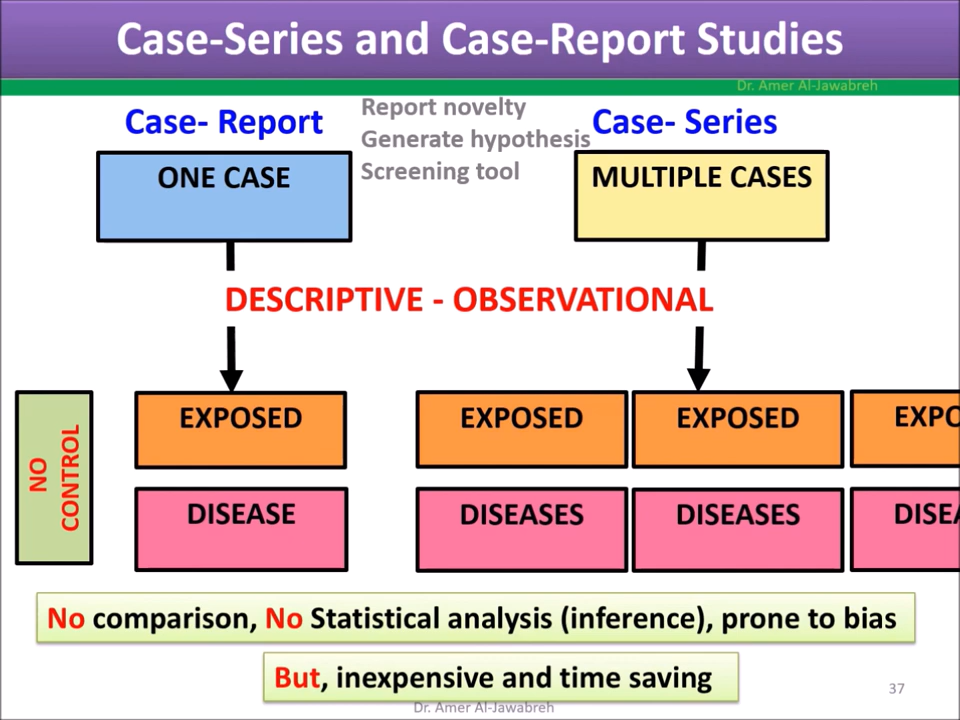 Case-Series and Case-Report Studies
Dr. Amer Al-Jawabreh
Case- Report
Report novelty
Generate hypothesis
Screening tool
Case- Series
ONE CASE
MULTIPLE CASES
DESCRIPTIVE - OBSERVATIONAL
NO
CONTROL
EXPOSED
EXPOSED
EXPOSED
EXPO
DISEASE
DISEASES
DISEASES
DISEA
No comparison, No Statistical analysis (inference), prone to bias
But, inexpensive and time saving
37
Dr. Amer Al-Jawabreh